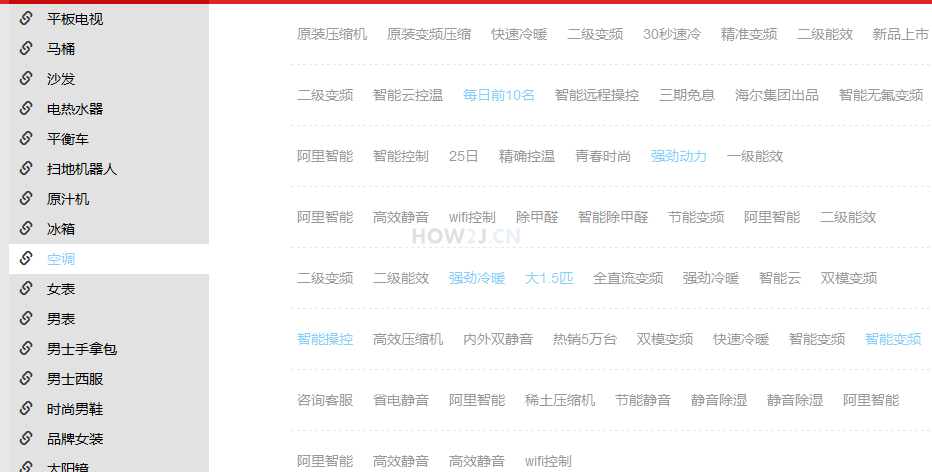 平板电视
马桶
沙发
电热水器
平衡车
扫地机器人
原汁机
冰箱
空调
女表
男表
男士手拿包
男士西服
时尚男鞋
品牌女装
太阳镜
原装压缩机 原装变频压缩 快速冷暖 二级变频 30秒速冷 精准变频 二级能效 新品上市
二级变频 智能云控温 每日前10名 智能远程操控 三期免息 海尔集团出品 智能无氟变频
阿里智能 智能控制 25日 精确控温 青春时尚 强劲动力 一级能效
阿里智能 高效静音 wifi控制 除甲醛 智能除甲醛 节能变频 阿里智能 二级能效
HOW2J.CN
二级变频 二级能效 强劲冷暖 大1.5匹 全直流变频 强劲冷暖 智能云 双模变频
智能操控 高效压缩机 内外双静音 热销5万台 双模变频 快速冷暖 智能变频 智能变频
咨询客服 省电静音 阿里智能 稀土压缩机 节能静音 静音除湿 静音除湿 阿里智能
阿里智能 高效静音 高效静音 wifi控制